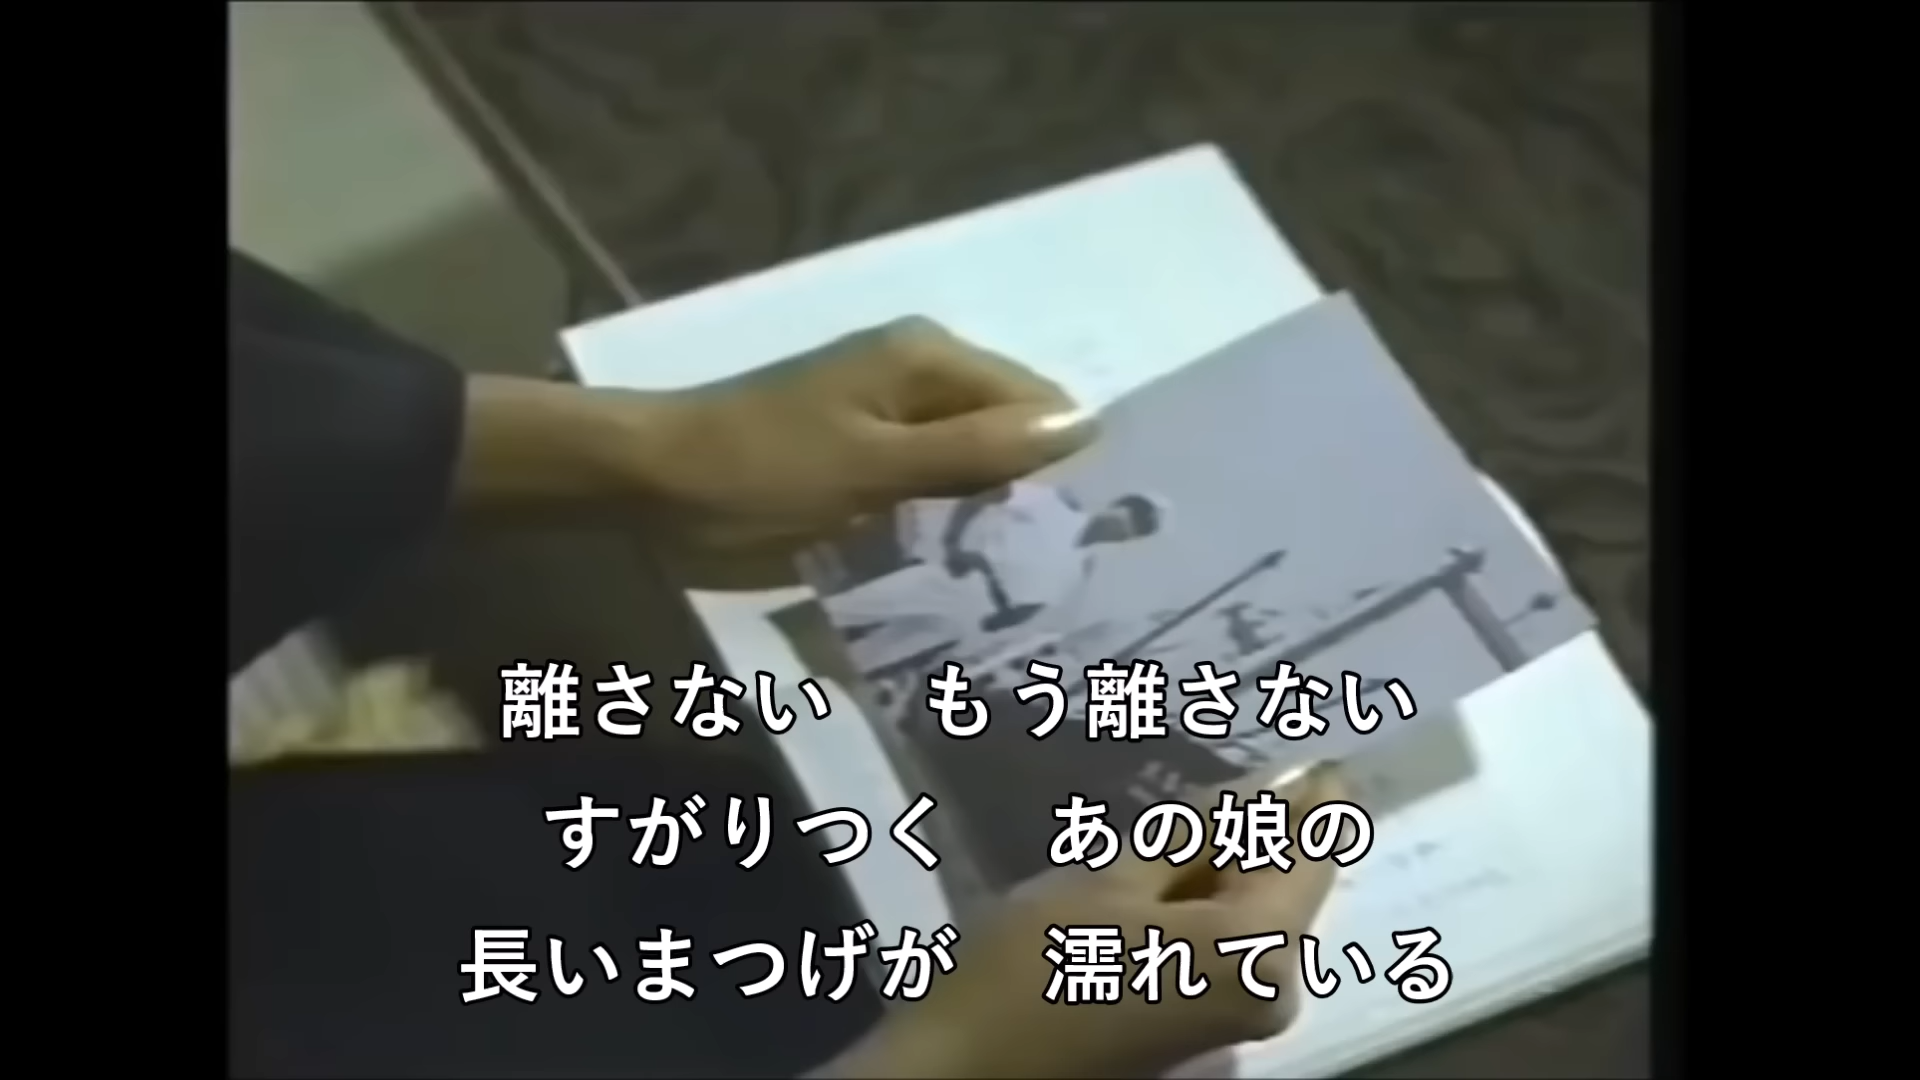 離さない　もう離さない
すがりつく　あの娘の
長いまつげが　濡れている